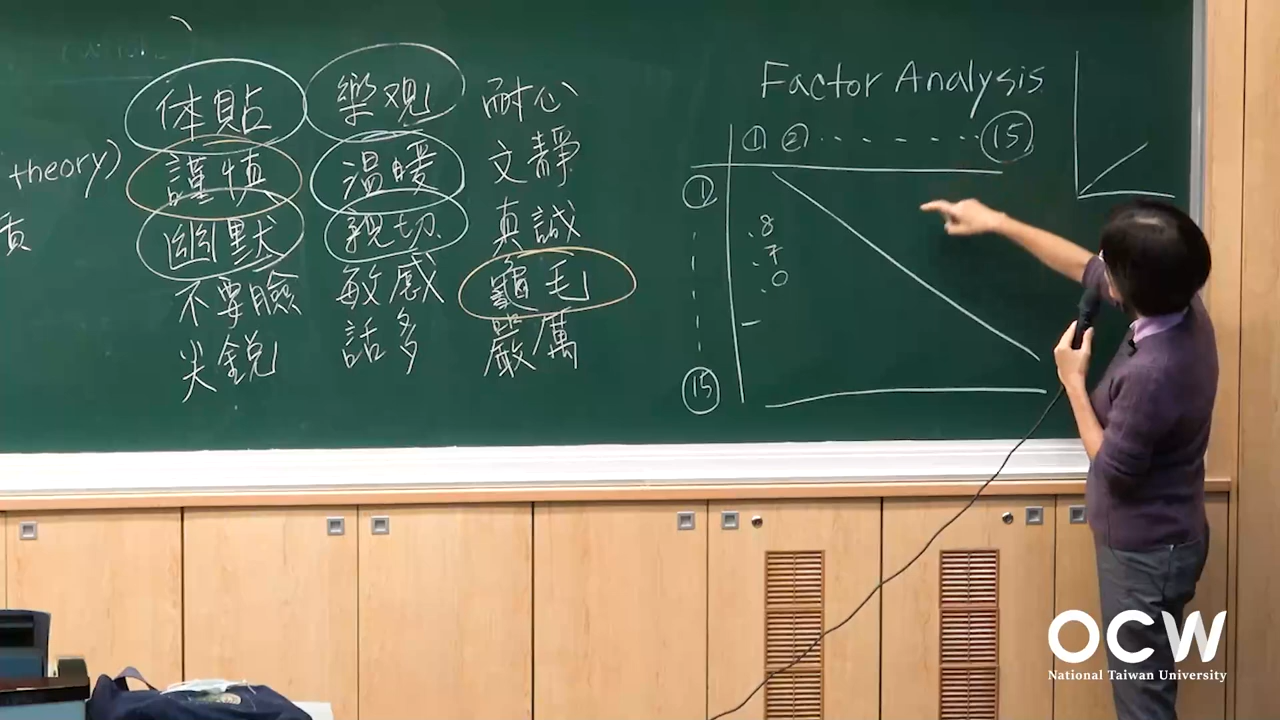 theory)
体貼 樂观 耐心
謹慎 溫暖 文靜
幽默 親切 真誠
不要臉 敏感 龜毛
尖銳 話多 嚴厲
Factor Analysis
① ② ⑮
①
.8
.7
.0
⑮
OCW
National Taiwan University